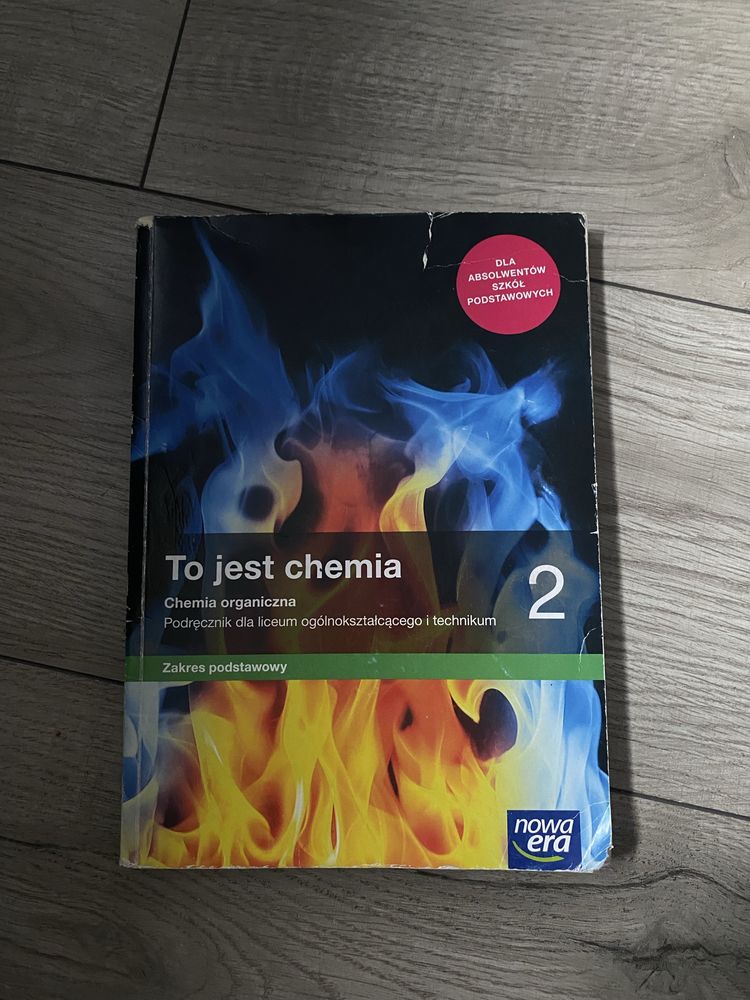 DLA
ABSOLWENTÓW
SZKÓŁ
PODSTAWOWYCH
To jest chemia
2
Chemia organiczna
Podręcznik dla liceum ogólnokształcącego i technikum
Zakres podstawowy
nowa
era